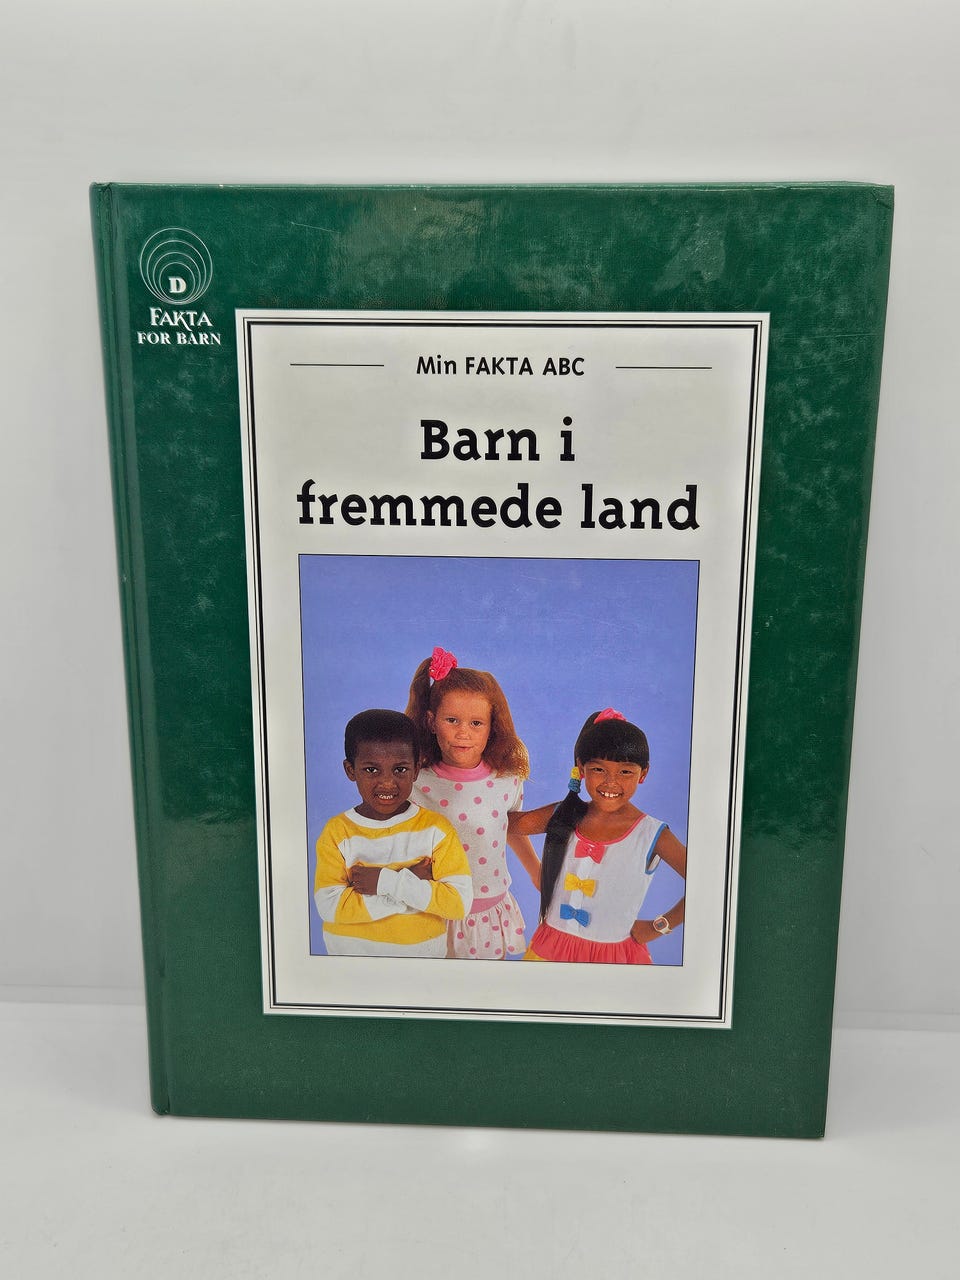 D
FAKTA
FOR BARN
Min FAKTA ABC
Barn i
fremmede land